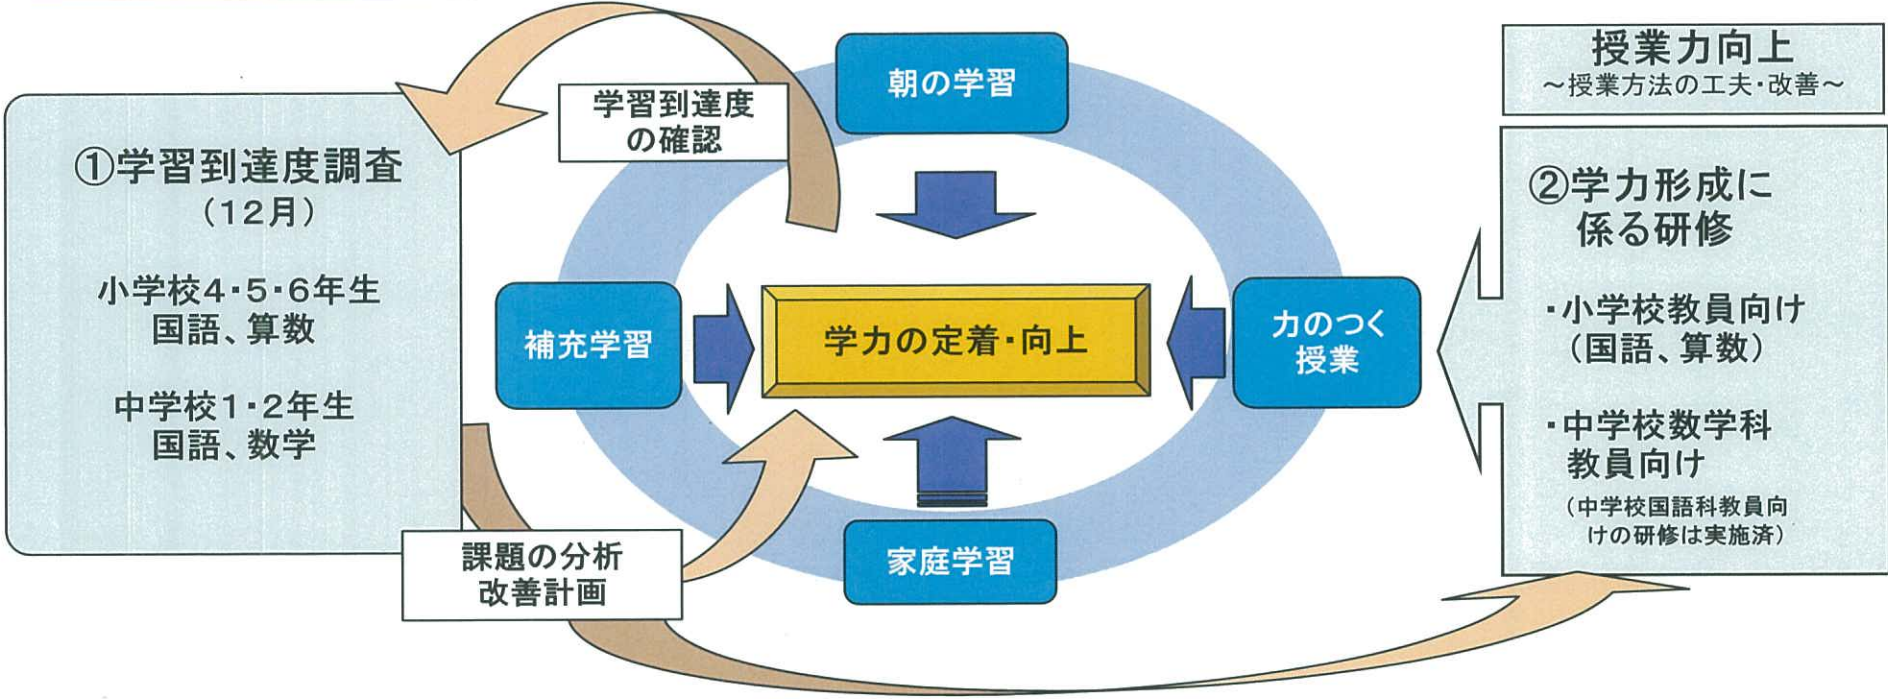 ①学習到達度調査
（12月）
小学校4・5・6年生
国語、算数
中学校1・2年生
国語、数学
学習到達度
の確認
課題の分析
改善計画
朝の学習
補充学習
学力の定着・向上
力のつく
授業
家庭学習
授業力向上
～授業方法の工夫・改善～
②学力形成に
係る研修
・小学校教員向け
（国語、算数）
・中学校数学科
教員向け
（中学校国語科教員向
けの研修は実施済）